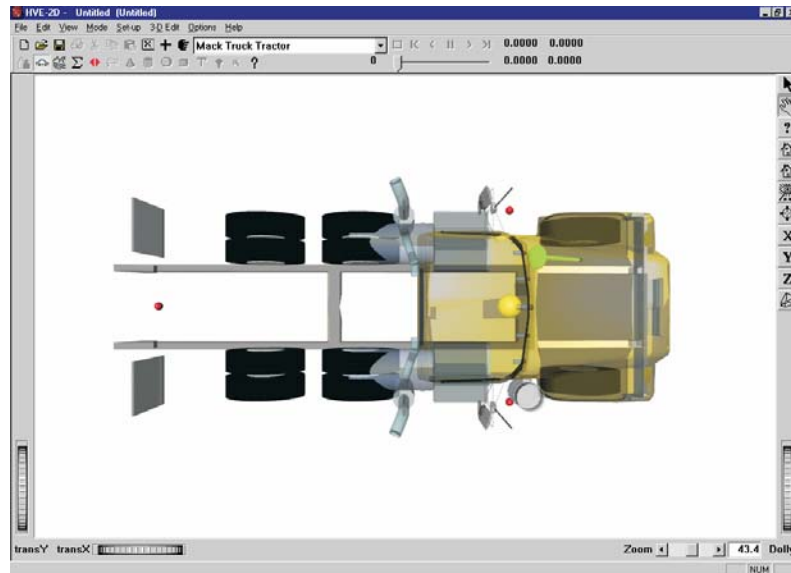 HVE-2D - Untitled (Untitled)
File Edit View Mode Set-up 3-D Edit Options Help
Mack Truck Tractor 0.0000 0.0000
0 0.0000 0.0000
?
?
X
Y
Z
transY transX Zoom 43.4 Dolly
NUM